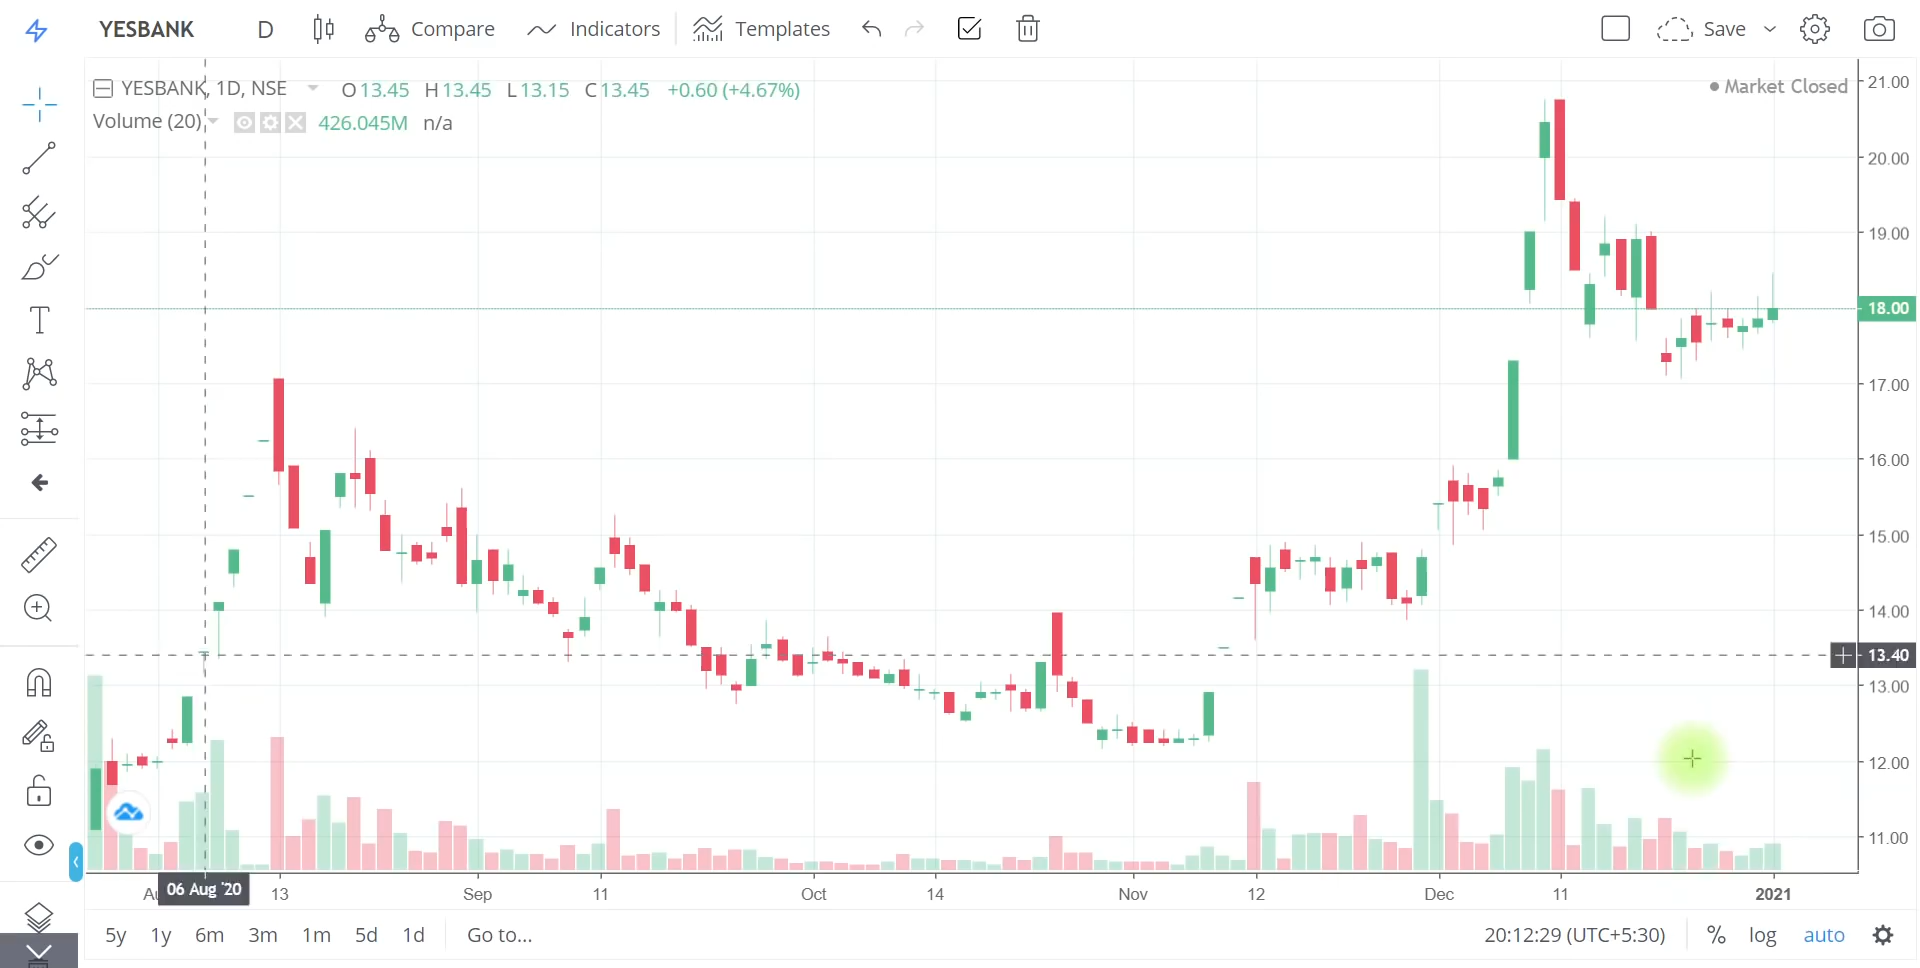 YESBANK D Compare Indicators Templates Save
YESBANK, 1D, NSE O 13.45 H 13.45 L 13.15 C 13.45 +0.60 (+4.67%) Market Closed
Volume (20) 426.045M n/a
21.00
20.00
19.00
18.00
17.00
16.00
15.00
14.00
13.40
13.00
12.00
11.00
06 Aug '20 13 Sep 11 Oct 14 Nov 12 Dec 11 2021
5y 1y 6m 3m 1m 5d 1d Go to... 20:12:29 (UTC+5:30) % log auto